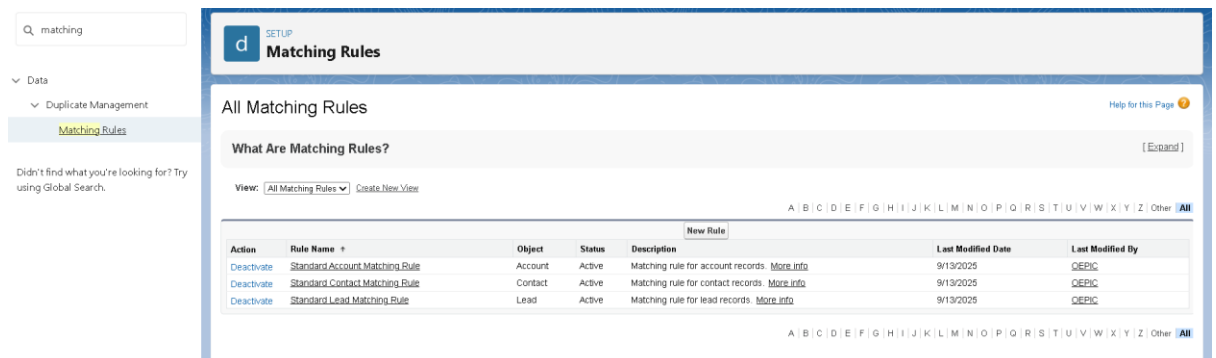 matching
Data
Duplicate Management
Matching Rules
Didn't find what you're looking for? Try
using Global Search.
d
SETUP
Matching Rules
All Matching Rules
Help for this Page ?
What Are Matching Rules?
[ Expand ]
View: All Matching Rules Create New View
A | B | C | D | E | F | G | H | I | J | K | L | M | N | O | P | Q | R | S | T | U | V | W | X | Y | Z | Other All
New Rule
Action Rule Name ↑ Object Status Description Last Modified Date Last Modified By
Deactivate Standard Account Matching Rule Account Active Matching rule for account records. More info 9/13/2025 OEPIC
Deactivate Standard Contact Matching Rule Contact Active Matching rule for contact records. More info 9/13/2025 OEPIC
Deactivate Standard Lead Matching Rule Lead Active Matching rule for lead records. More info 9/13/2025 OEPIC
A | B | C | D | E | F | G | H | I | J | K | L | M | N | O | P | Q | R | S | T | U | V | W | X | Y | Z | Other All